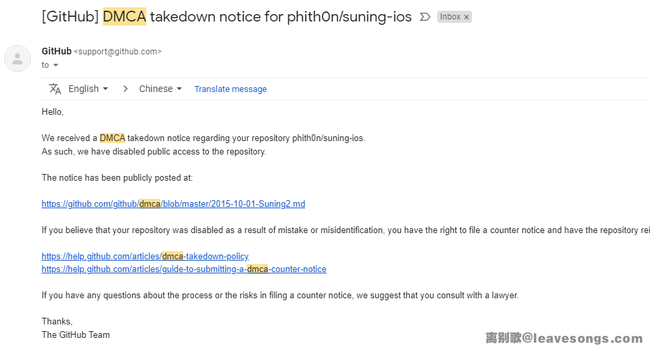 [GitHub] DMCA takedown notice for phith0n/suning-ios Inbox ×
GitHub <support@github.com>
to
English > Chinese Translate message
Hello,
We received a DMCA takedown notice regarding your repository phith0n/suning-ios.
As such, we have disabled public access to the repository.
The notice has been publicly posted at:
https://github.com/github/dmca/blob/master/2015-10-01-Suning2.md
If you believe that your repository was disabled as a result of mistake or misidentification, you have the right to file a counter notice and have the repository rei
https://help.github.com/articles/dmca-takedown-policy
https://help.github.com/articles/guide-to-submitting-a-dmca-counter-notice
If you have any questions about the process or the risks in filing a counter notice, we suggest that you consult with a lawyer.
Thanks,
The GitHub Team
离别歌@leavesongs.com